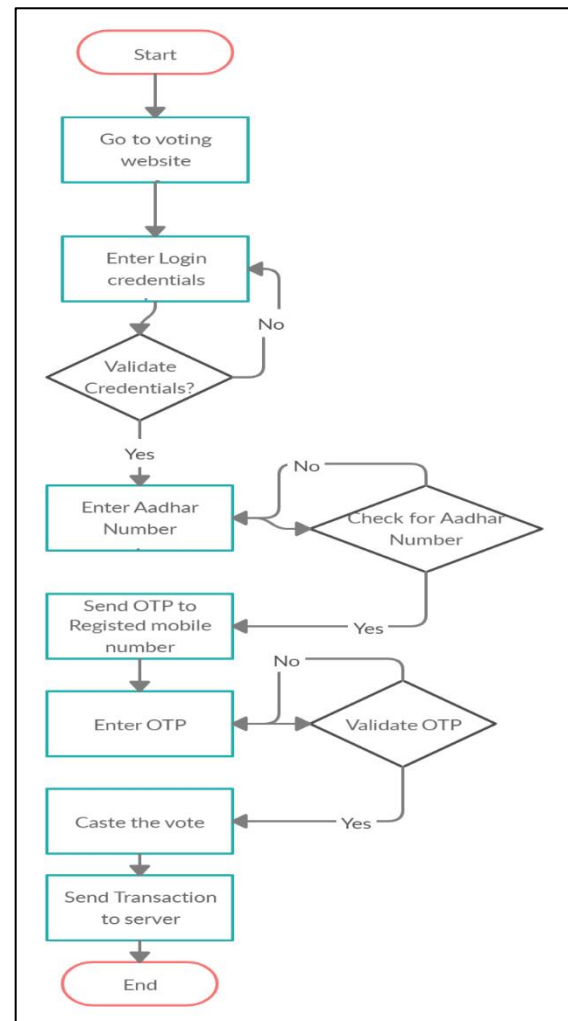 Start
Go to voting
website
Enter Login
credentials
No
Validate
Credentials?
Yes
No
Enter Aadhar
Number
Check for Aadhar
Number
Send OTP to
Registed mobile
number
Yes
No
Enter OTP
Validate OTP
Caste the vote
Yes
Send Transaction
to server
End